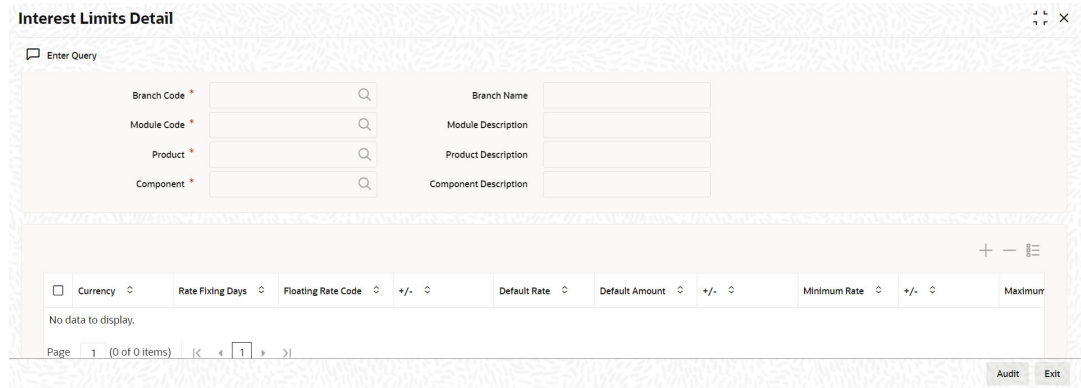 Interest Limits Detail
Enter Query
Branch Code * Branch Name
Module Code * Module Description
Product * Product Description
Component * Component Description
Currency Rate Fixing Days Floating Rate Code +/- Default Rate Default Amount +/- Minimum Rate +/- Maximum
No data to display.
Page 1 (0 of 0 items) 1
Audit Exit